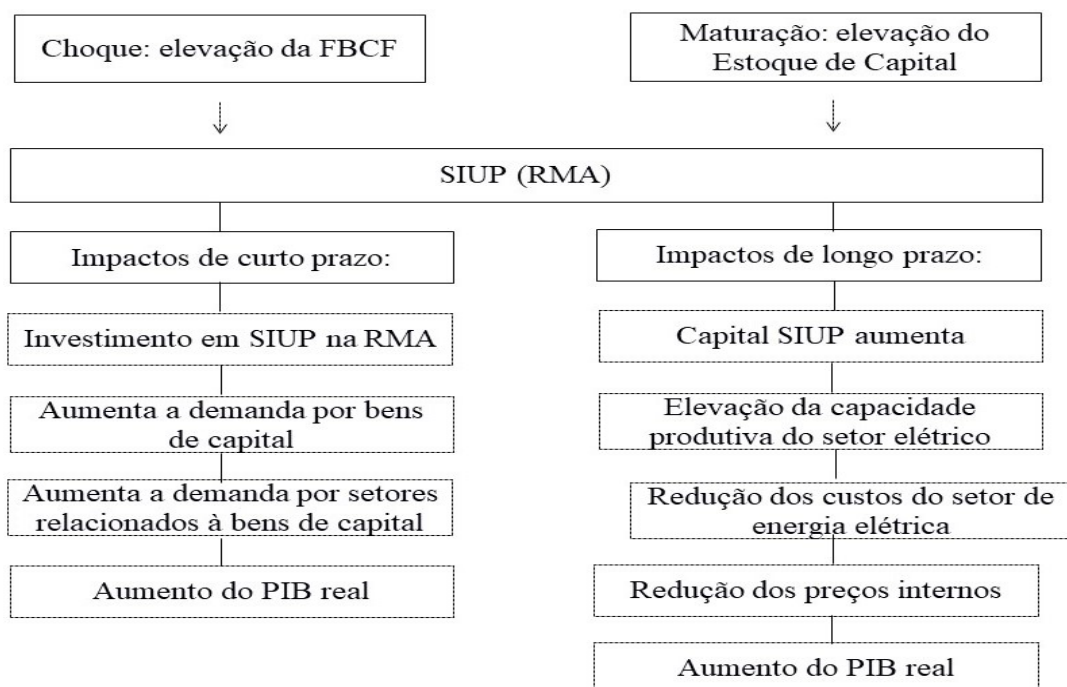 Choque: elevação da FBCF
Maturação: elevação do
Estoque de Capital
SIUP (RMA)
Impactos de curto prazo:
Investimento em SIUP na RMA
Aumenta a demanda por bens
de capital
Aumenta a demanda por setores
relacionados à bens de capital
Aumento do PIB real
Impactos de longo prazo:
Capital SIUP aumenta
Elevação da capacidade
produtiva do setor elétrico
Redução dos custos do setor de
energia elétrica
Redução dos preços internos
Aumento do PIB real